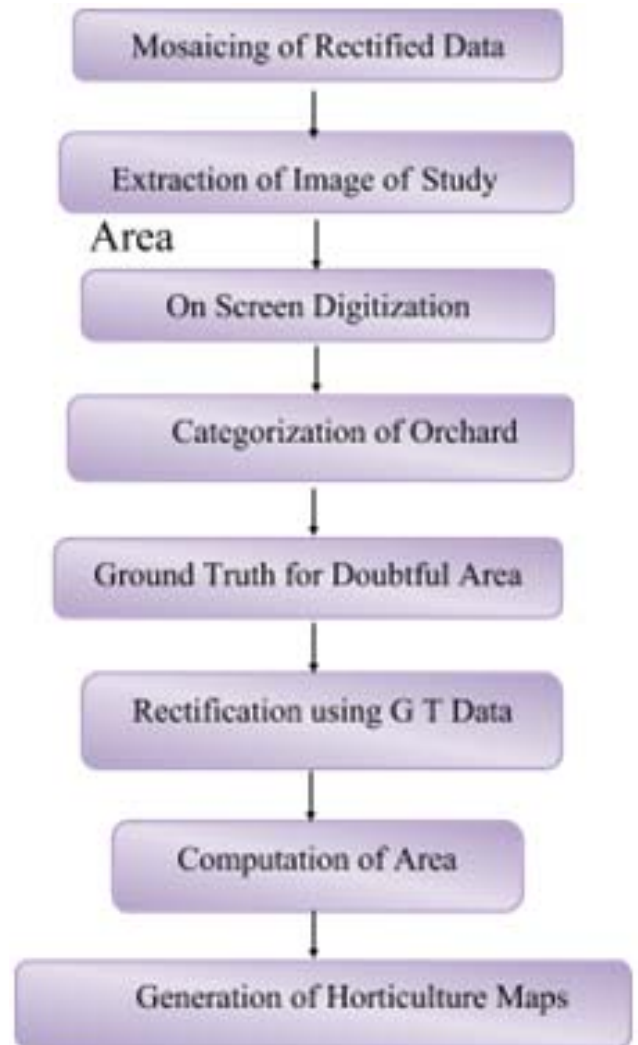 Mosaicing of Rectified Data
Extraction of Image of Study
Area
On Screen Digitization
Categorization of Orchard
Ground Truth for Doubtful Area
Rectification using G T Data
Computation of Area
Generation of Horticulture Maps